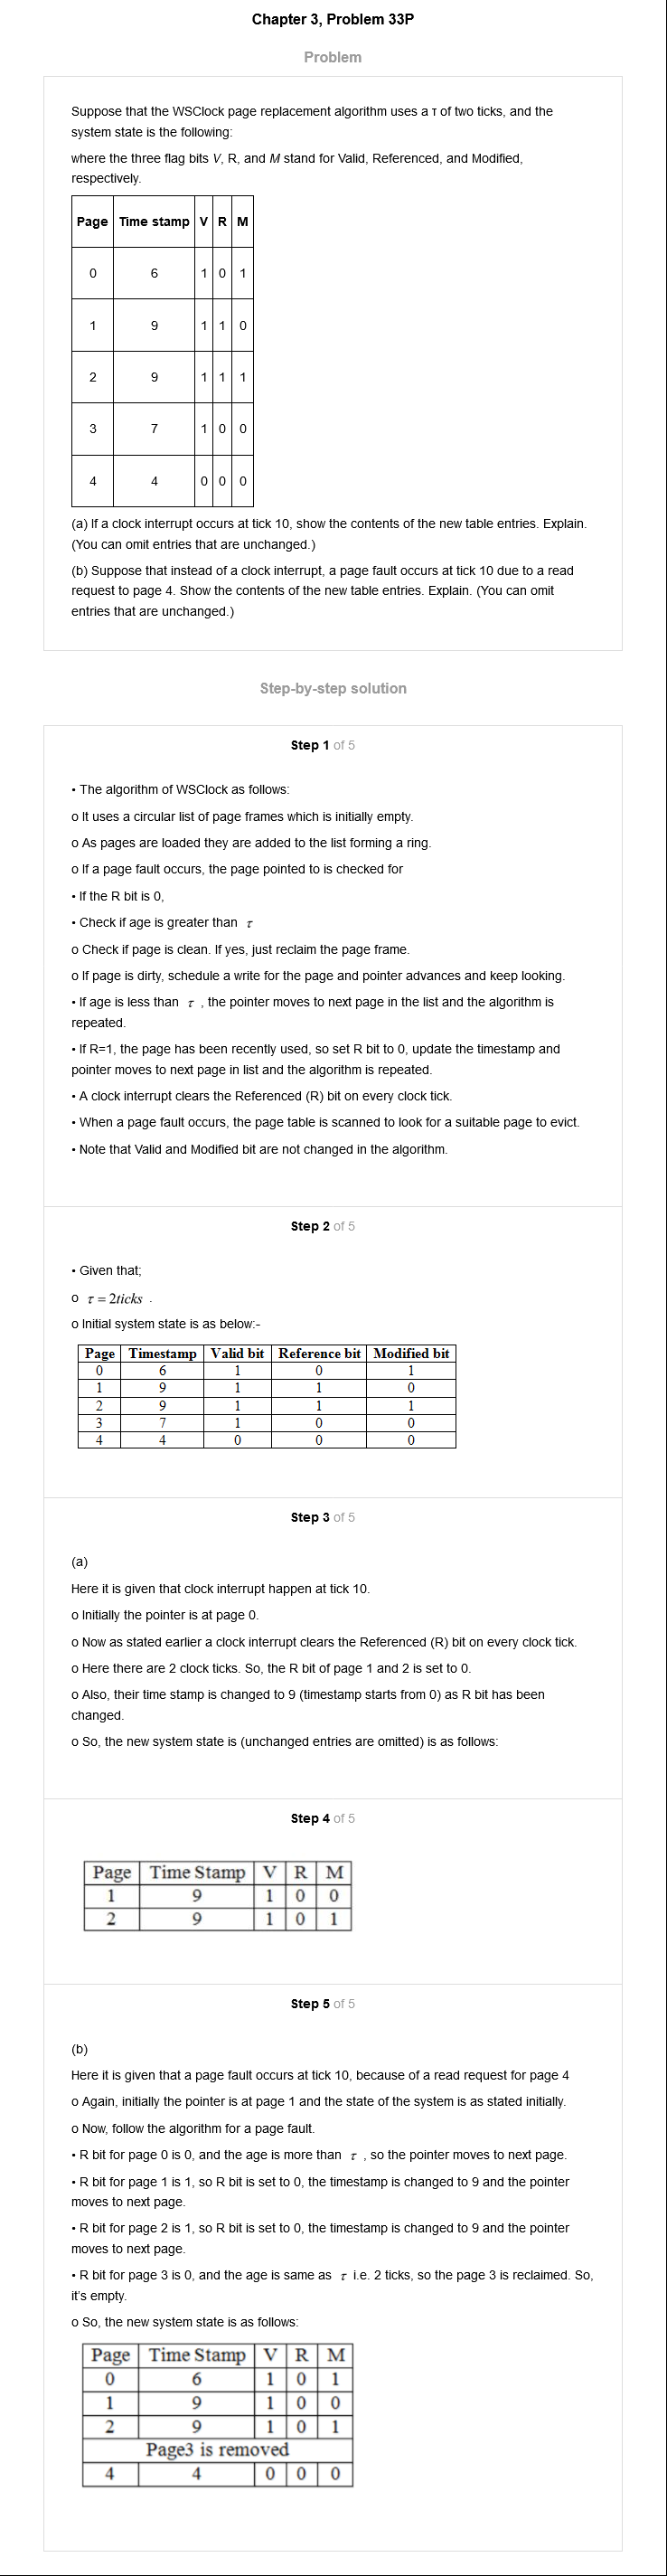 Chapter 3, Problem 33P
Problem
Suppose that the WSClock page replacement algorithm uses a τ of two ticks, and the
system state is the following:
where the three flag bits V, R, and M stand for Valid, Referenced, and Modified,
respectively.
Page Time stamp V R M
0 6 1 0 1
1 9 1 1 0
2 9 1 1 1
3 7 1 0 0
4 4 0 0 0
(a) If a clock interrupt occurs at tick 10, show the contents of the new table entries. Explain.
(You can omit entries that are unchanged.)
(b) Suppose that instead of a clock interrupt, a page fault occurs at tick 10 due to a read
request to page 4. Show the contents of the new table entries. Explain. (You can omit
entries that are unchanged.)
Step-by-step solution
Step 1 of 5
• The algorithm of WSClock as follows:
o It uses a circular list of page frames which is initially empty.
o As pages are loaded they are added to the list forming a ring.
o If a page fault occurs, the page pointed to is checked for
• If the R bit is 0,
• Check if age is greater than τ
o Check if page is clean. If yes, just reclaim the page frame.
o If page is dirty, schedule a write for the page and pointer advances and keep looking.
• If age is less than τ , the pointer moves to next page in the list and the algorithm is
repeated.
• If R=1, the page has been recently used, so set R bit to 0, update the timestamp and
pointer moves to next page in list and the algorithm is repeated.
• A clock interrupt clears the Referenced (R) bit on every clock tick.
• When a page fault occurs, the page table is scanned to look for a suitable page to evict.
• Note that Valid and Modified bit are not changed in the algorithm.
Step 2 of 5
• Given that;
o τ = 2ticks .
o Initial system state is as below:-
Page Timestamp Valid bit Reference bit Modified bit
0 6 1 0 1
1 9 1 1 0
2 9 1 1 1
3 7 1 0 0
4 4 0 0 0
Step 3 of 5
(a)
Here it is given that clock interrupt happen at tick 10.
o Initially the pointer is at page 0.
o Now as stated earlier a clock interrupt clears the Referenced (R) bit on every clock tick.
o Here there are 2 clock ticks. So, the R bit of page 1 and 2 is set to 0.
o Also, their time stamp is changed to 9 (timestamp starts from 0) as R bit has been
changed.
o So, the new system state is (unchanged entries are omitted) is as follows:
Step 4 of 5
Page Time Stamp V R M
1 9 1 0 0
2 9 1 0 1
Step 5 of 5
(b)
Here it is given that a page fault occurs at tick 10, because of a read request for page 4
o Again, initially the pointer is at page 1 and the state of the system is as stated initially.
o Now, follow the algorithm for a page fault.
• R bit for page 0 is 0, and the age is more than τ , so the pointer moves to next page.
• R bit for page 1 is 1, so R bit is set to 0, the timestamp is changed to 9 and the pointer
moves to next page.
• R bit for page 2 is 1, so R bit is set to 0, the timestamp is changed to 9 and the pointer
moves to next page.
• R bit for page 3 is 0, and the age is same as τ i.e. 2 ticks, so the page 3 is reclaimed. So,
it's empty.
o So, the new system state is as follows:
Page Time Stamp V R M
0 6 1 0 1
1 9 1 0 0
2 9 1 0 1
Page3 is removed
4 4 0 0 0